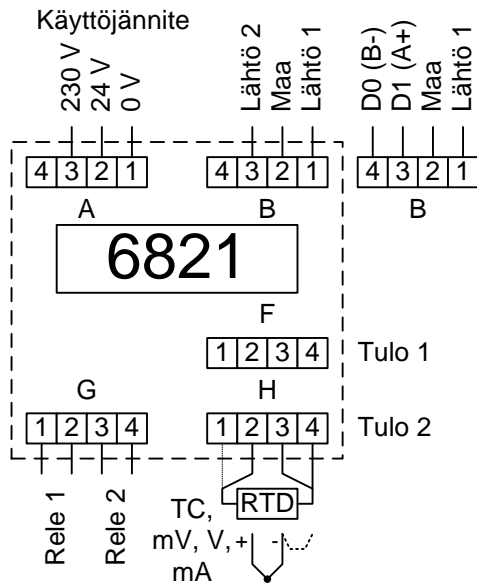 Käyttöjännite
230 V
24 V
0 V
Lähtö 2
Maa
Lähtö 1
D0 (B-)
D1 (A+)
Maa
Lähtö 1
4 3 2 1
4 3 2 1
4 3 2 1
A
B
B
6821
F
1 2 3 4
Tulo 1
G
H
1 2 3 4
1 2 3 4
Tulo 2
Rele 1
Rele 2
RTD
TC,
mV, V,
mA
+
-